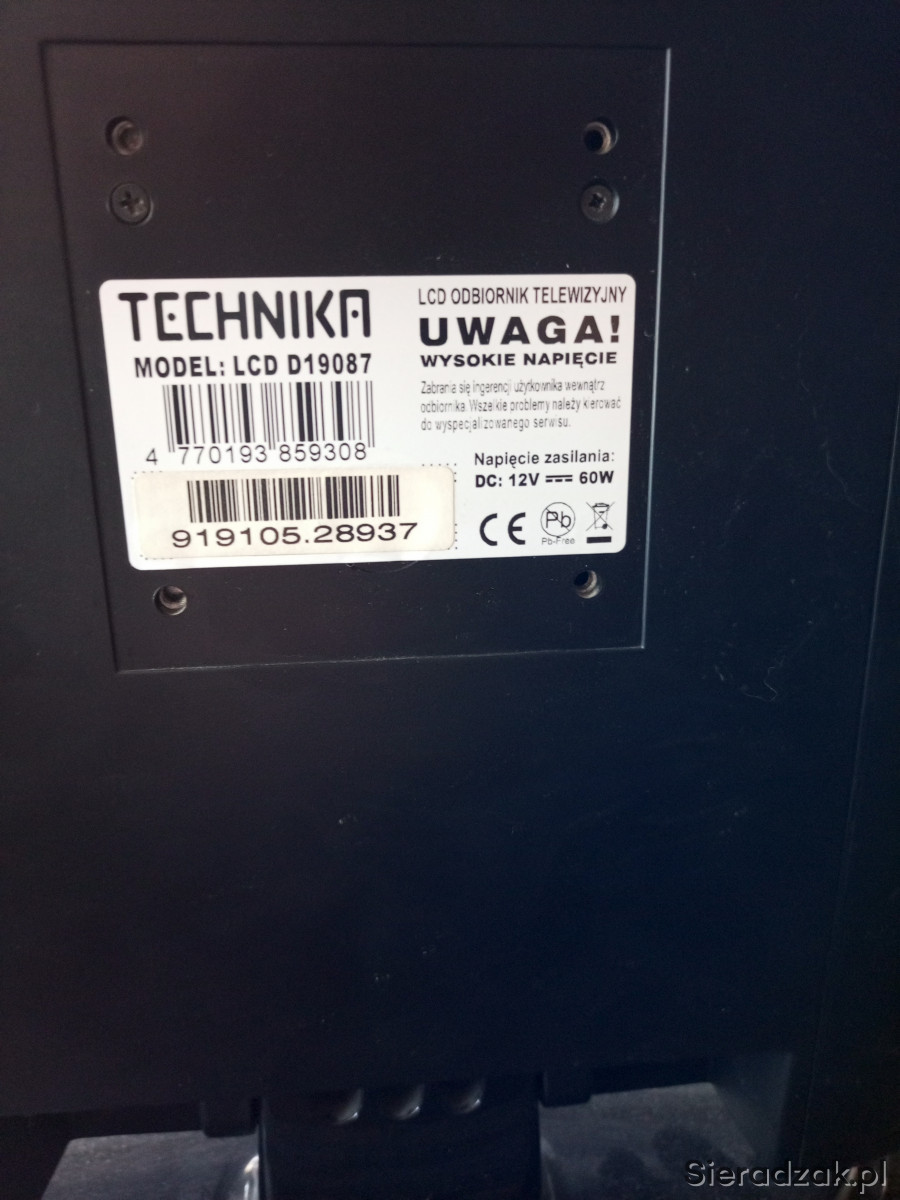 TECHNIKA
MODEL: LCD D19087
4 770193 859308
919105.28937
LCD ODBIORNIK TELEWIZYJNY
UWAGA!
WYSOKIE NAPIĘCIE
Zabrania się ingerencji użytkownika wewnątrz
odbiornika. Wszelkie problemy należy kierować
do wyspecjalizowanego serwisu.
Napięcie zasilania:
DC: 12V 60W
CE
Pb
Pb-Free
Sieradzak.pl